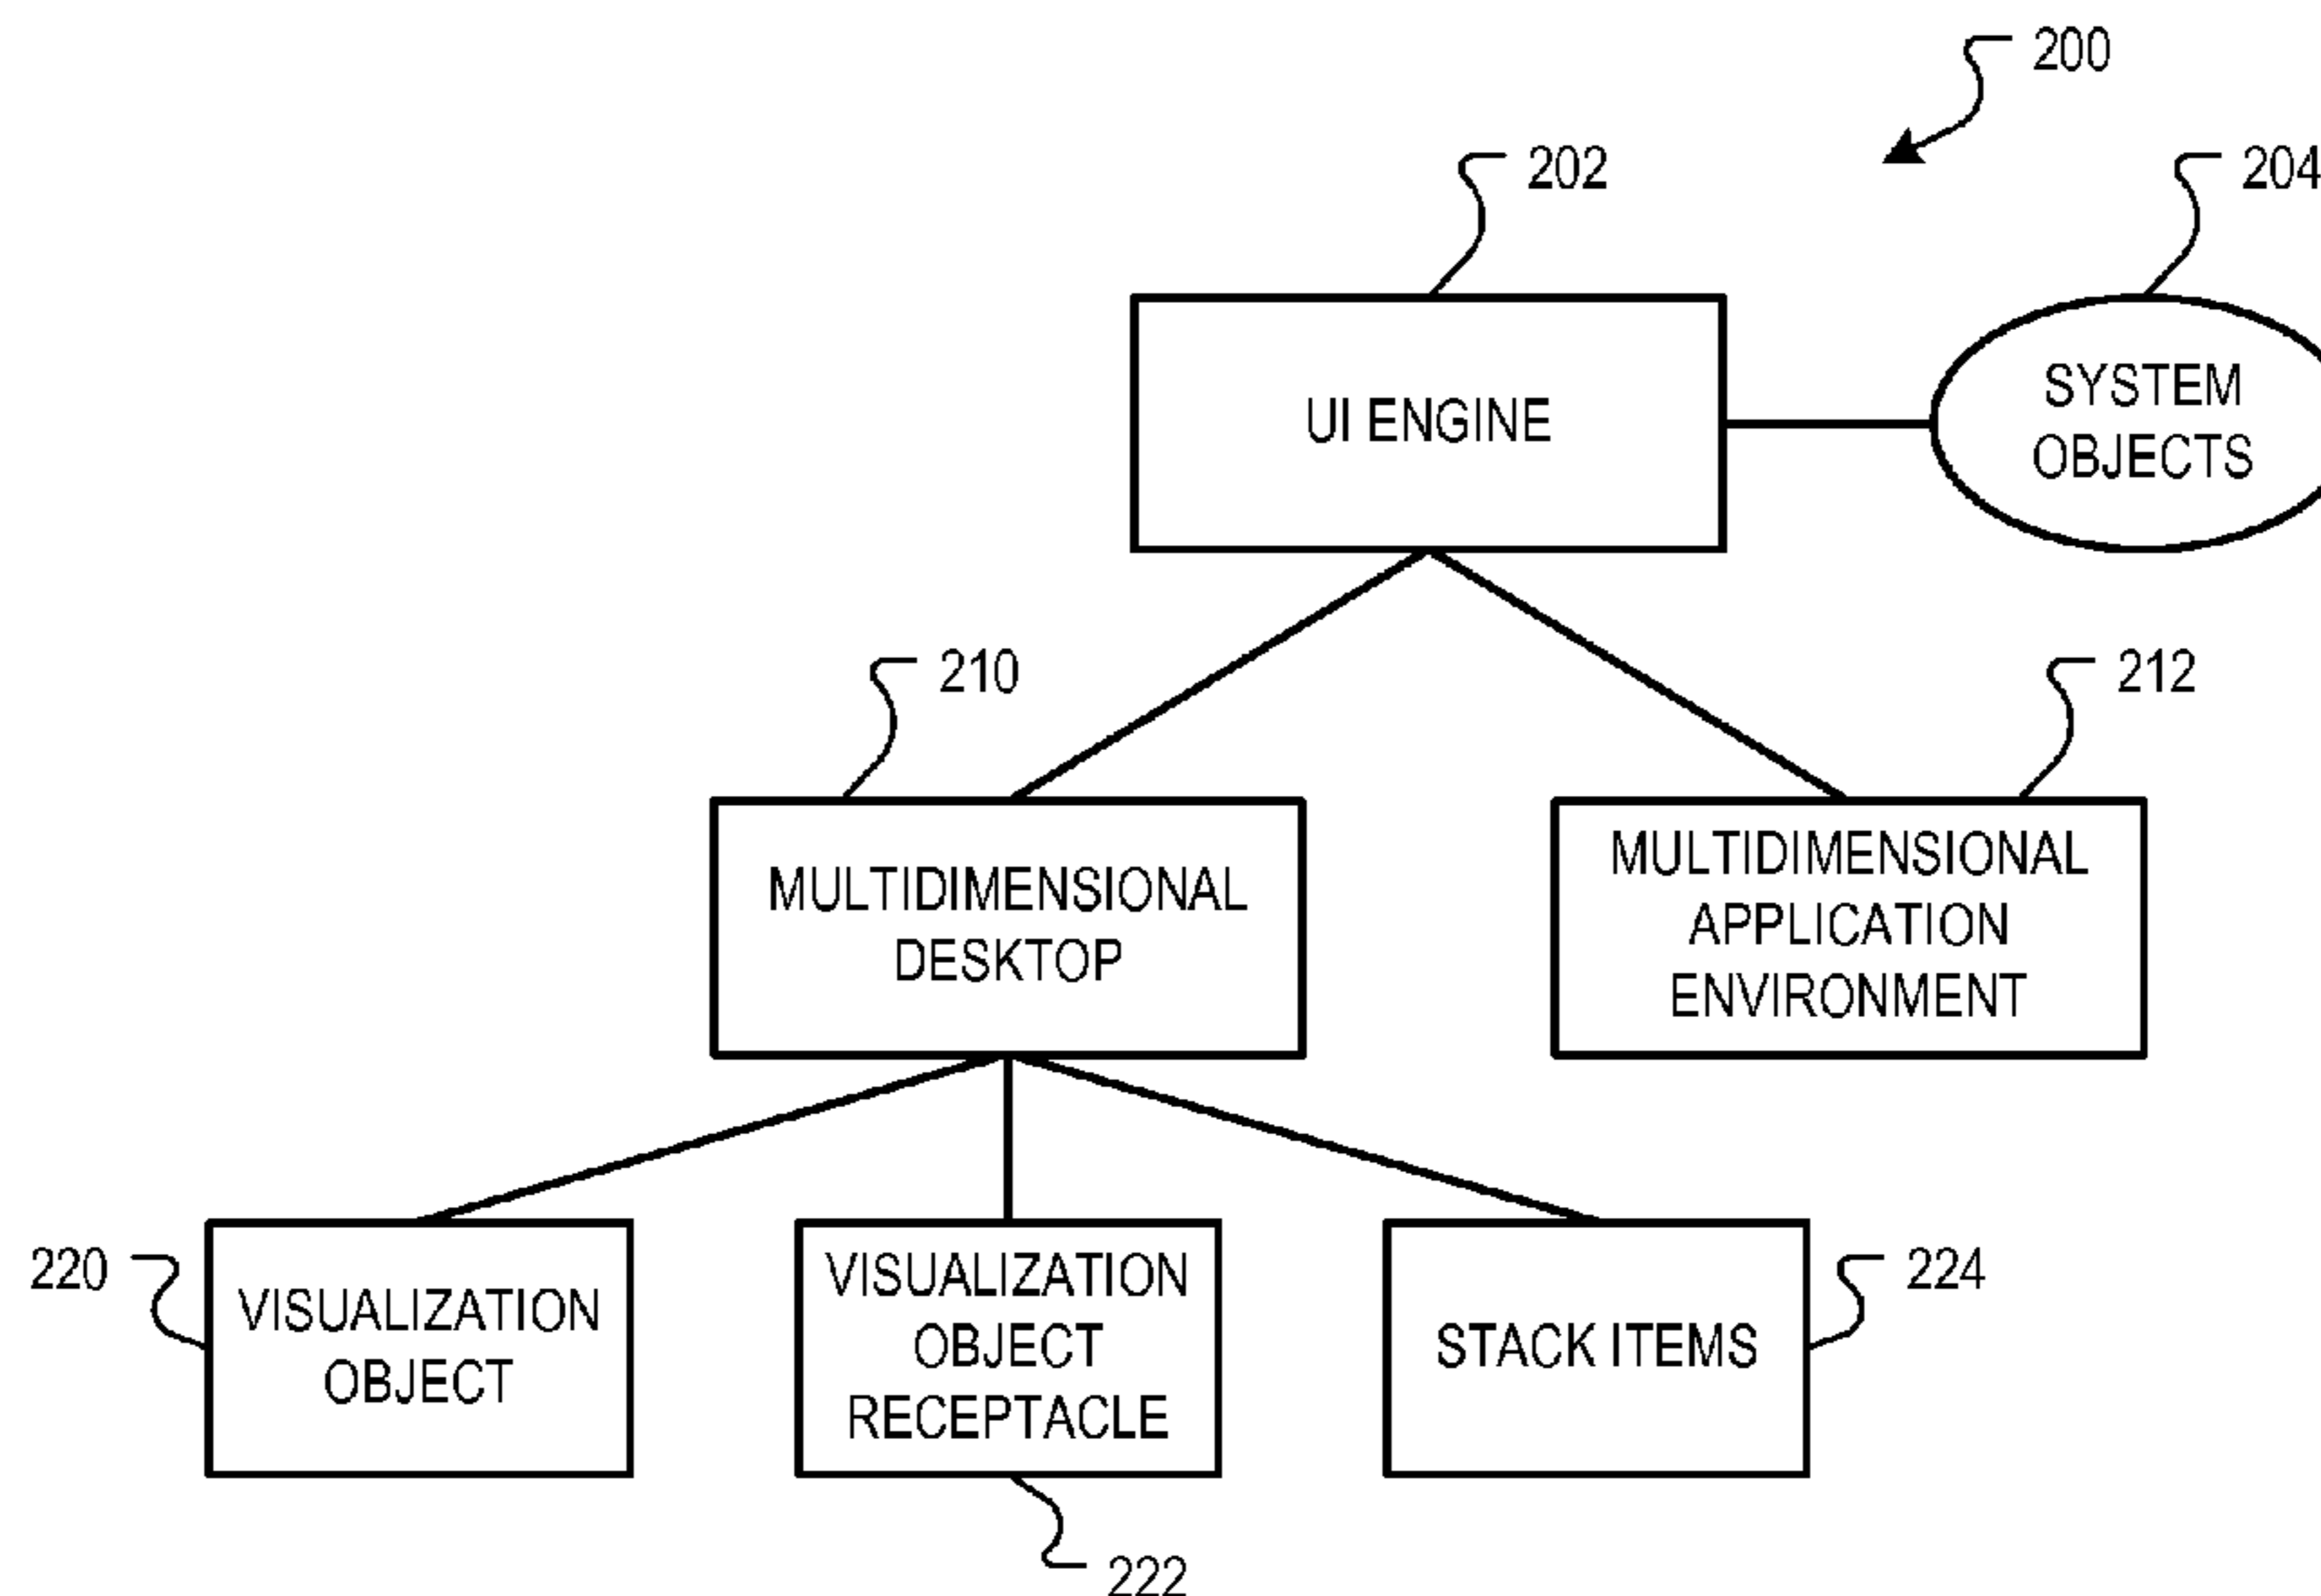 200
202
204
UI ENGINE
SYSTEM
OBJECTS
210
212
MULTIDIMENSIONAL
DESKTOP
MULTIDIMENSIONAL
APPLICATION
ENVIRONMENT
220
VISUALIZATION
OBJECT
VISUALIZATION
OBJECT
RECEPTACLE
STACK ITEMS
224
222